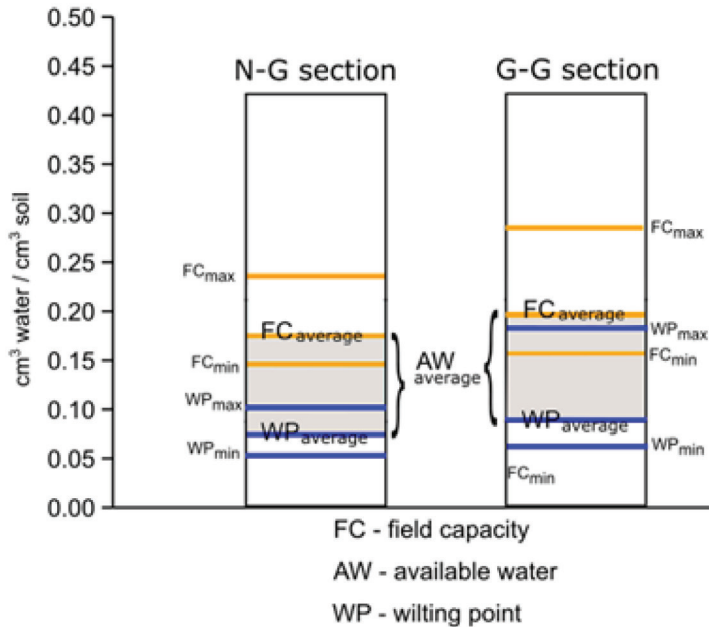 cm³ water / cm³ soil
0.50
0.45
0.40
0.35
0.30
0.25
0.20
0.15
0.10
0.05
0.00
N-G section
FCmax
FCaverage
FCmin
WPmax
WPaverage
WPmin
AWaverage
G-G section
FCmax
FCaverage
WPmax
FCmin
WPaverage
WPmin
FCmin
FC - field capacity
AW - available water
WP - wilting point